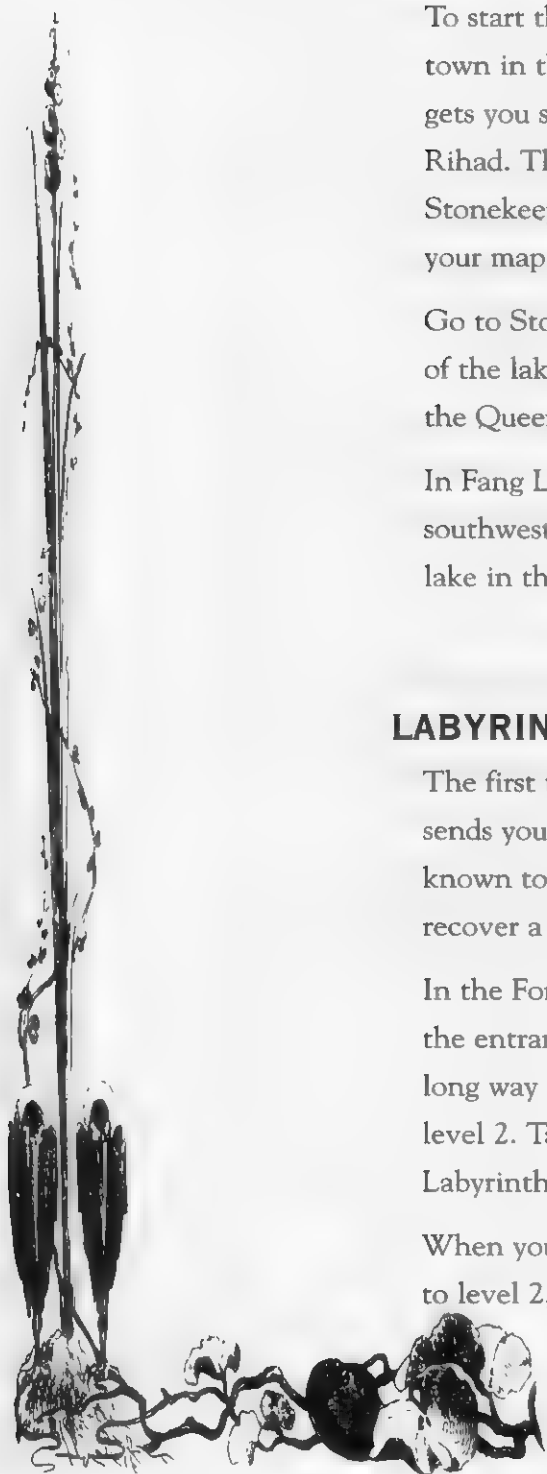 To start th
town in th
gets you s
Rihad. Th
Stonekee
your map
Go to Sto
of the lak
the Queen
In Fang L
southwest
lake in th
LABYRIN
The first
sends you
known to
recover a
In the For
the entran
long way
level 2. Ta
Labyrinth
When you
to level 2.